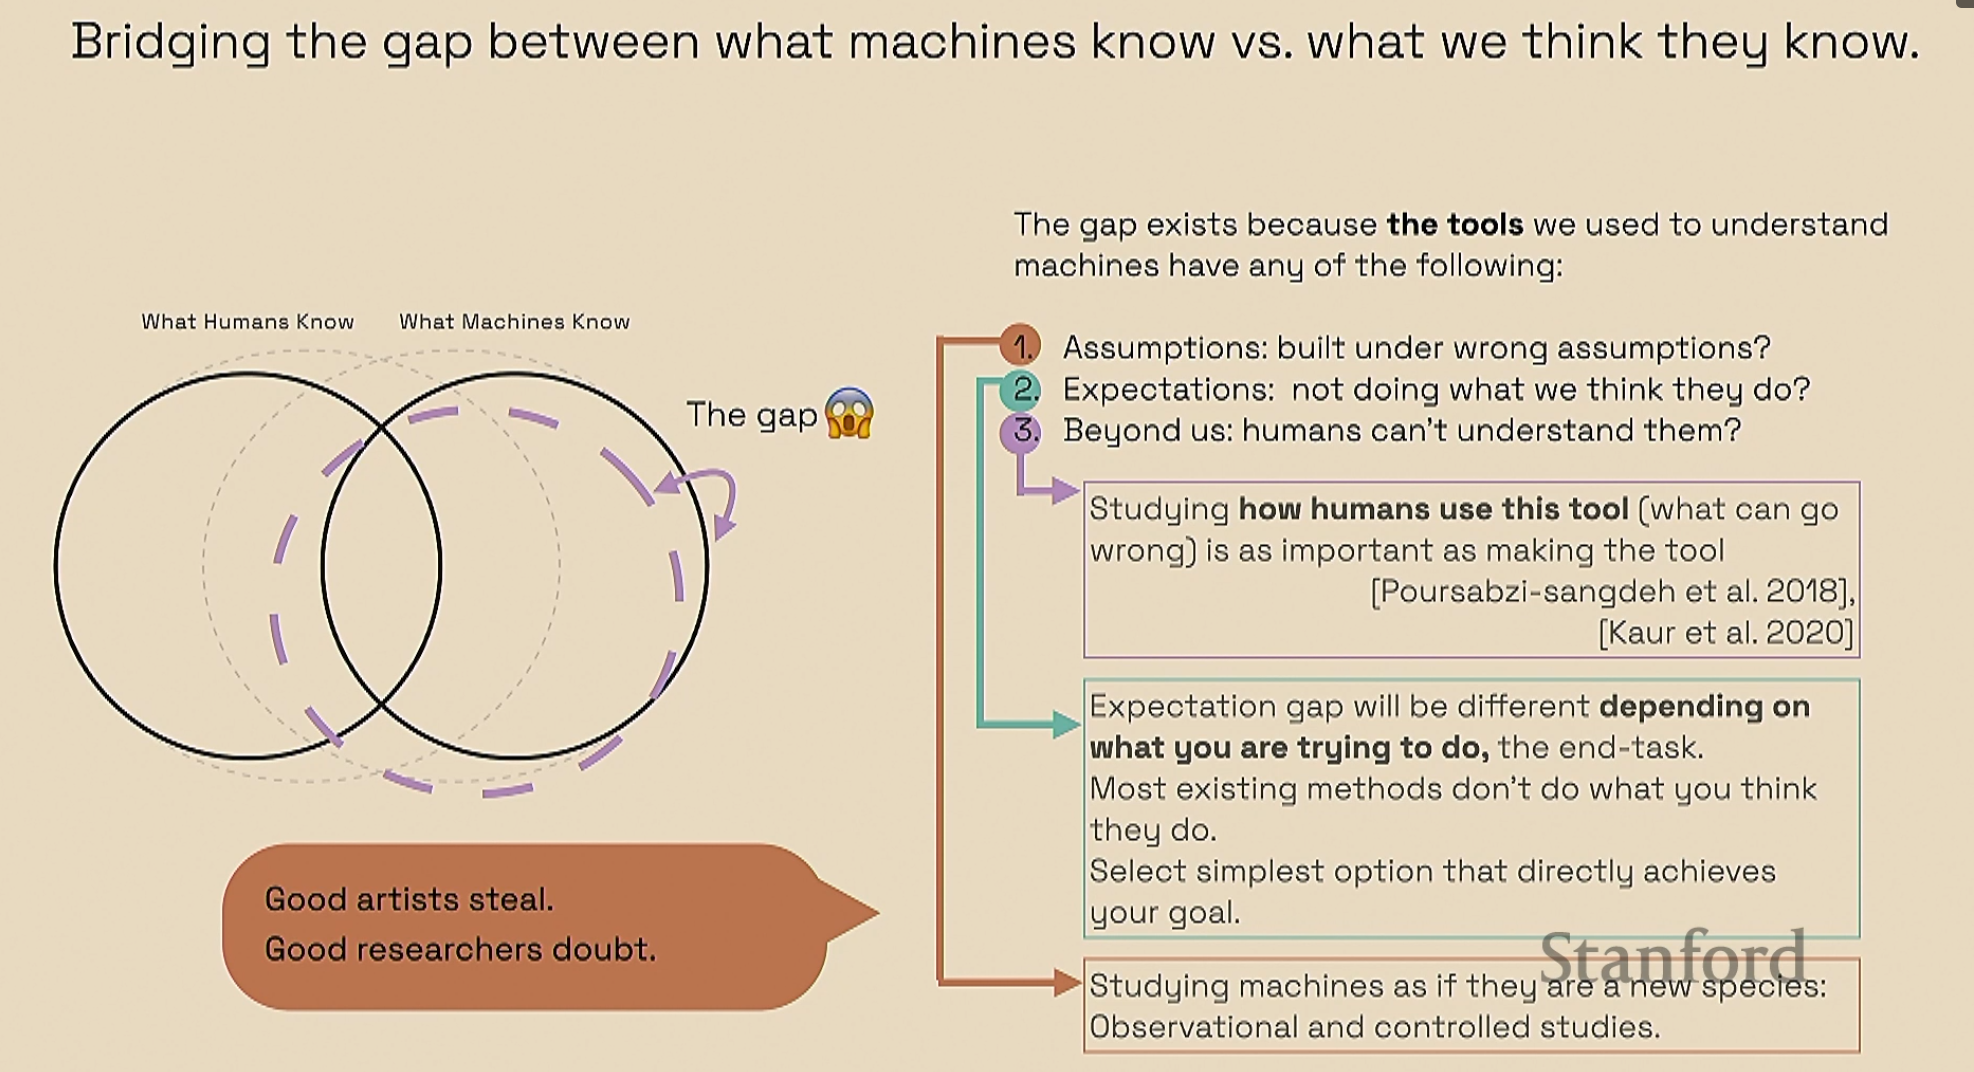 Bridging the gap between what machines know vs. what we think they know.
The gap exists because the tools we used to understand
machines have any of the following:
What Humans Know
What Machines Know
The gap 😱
1. Assumptions: built under wrong assumptions?
2. Expectations:  not doing what we think they do?
3. Beyond us: humans can't understand them?
Studying how humans use this tool (what can go
wrong) is as important as making the tool
[Poursabzi-sangdeh et al. 2018],
[Kaur et al. 2020]
Expectation gap will be different depending on
what you are trying to do, the end-task.
Most existing methods don't do what you think
they do.
Select simplest option that directly achieves
your goal.
Good artists steal.
Good researchers doubt.
Stanford
Studying machines as if they are a new species:
Observational and controlled studies.